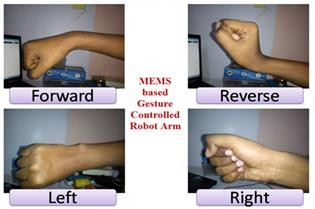 Forward
Reverse
MEMS
based
Gesture
Controlled
Robot Arm
Left
Right